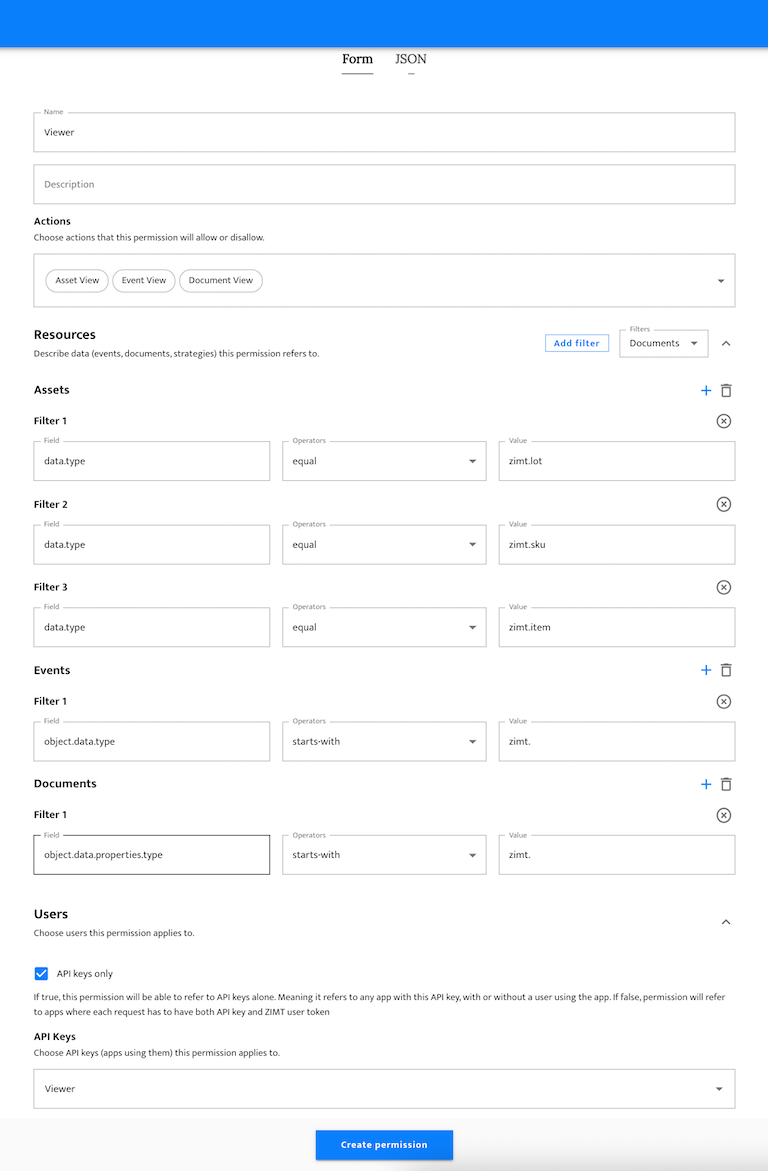 Form JSON
Name
Viewer
Description
Actions
Choose actions that this permission will allow or disallow.
Asset View Event View Document View
Resources
Describe data (events, documents, strategies) this permission refers to.
Add filter
Filters
Documents
Assets
Filter 1
Field Operators Value
data.type equal zimt.lot
Filter 2
Field Operators Value
data.type equal zimt.sku
Filter 3
Field Operators Value
data.type equal zimt.item
Events
Filter 1
Field Operators Value
object.data.type starts-with zimt.
Documents
Filter 1
Field Operators Value
object.data.properties.type starts-with zimt.
Users
Choose users this permission applies to.
API keys only
If true, this permission will be able to refer to API keys alone. Meaning it refers to any app with this API key, with or without a user using the app. If false, permission will refer
to apps where each request has to have both API key and ZIMT user token
API Keys
Choose API keys (apps using them) this permission applies to.
Viewer
Create permission